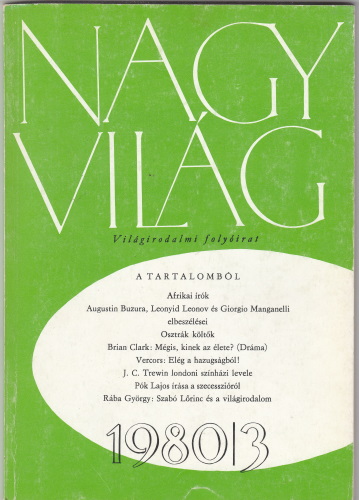 NAGY
VILÁG
Világirodalmi folyóirat
A TARTALOMBÓL
Afrikai írók
Augustin Buzura, Leonyid Leonov és Giorgio Manganelli
elbeszélései
Osztrák költők
Brian Clark: Mégis, kinek az élete? (Dráma)
Vercors: Elég a hazugságból!
J. C. Trewin londoni színházi levele
Pók Lajos írása a szecesszióról
Rába György: Szabó Lőrinc és a világirodalom
1980/3